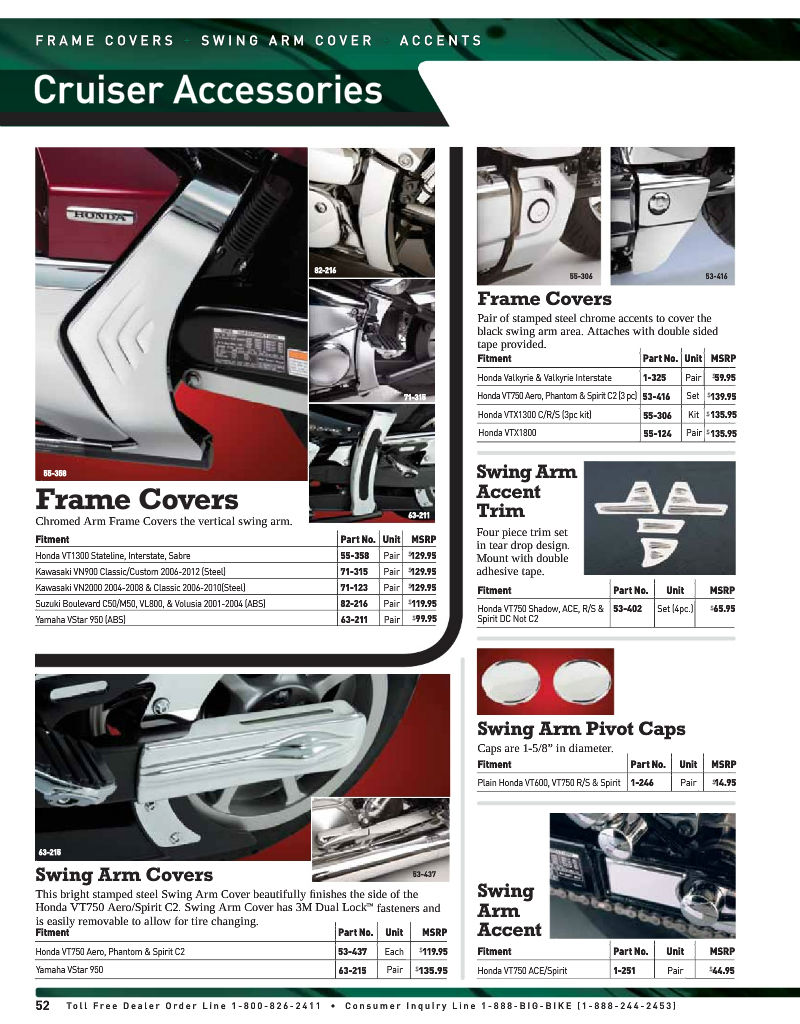 FRAME COVERS - SWING ARM COVER - ACCENTS
Cruiser Accessories
HONDA
55-358
82-216
71-315
63-211
Frame Covers
Chromed Arm Frame Covers the vertical swing arm.
Fitment Part No. Unit MSRP
Honda VT1300 Stateline, Interstate, Sabre 55-358 Pair $129.95
Kawasaki VN900 Classic/Custom 2006-2012 (Steel) 71-315 Pair $129.95
Kawasaki VN2000 2004-2008 & Classic 2006-2010(Steel) 71-123 Pair $129.95
Suzuki Boulevard C50/M50, VL800, & Volusia 2001-2004 (ABS) 82-216 Pair $119.95
Yamaha VStar 950 (ABS) 63-211 Pair $99.95
63-215
53-437
Swing Arm Covers
This bright stamped steel Swing Arm Cover beautifully finishes the side of the
Honda VT750 Aero/Spirit C2. Swing Arm Cover has 3M Dual Lock™ fasteners and
is easily removable to allow for tire changing.
Fitment Part No. Unit MSRP
Honda VT750 Aero, Phantom & Spirit C2 53-437 Each $119.95
Yamaha VStar 950 63-215 Pair $135.95
55-306
53-416
Frame Covers
Pair of stamped steel chrome accents to cover the
black swing arm area. Attaches with double sided
tape provided.
Fitment Part No. Unit MSRP
Honda Valkyrie & Valkyrie Interstate 1-325 Pair $59.95
Honda VT750 Aero, Phantom & Spirit C2 (3 pc) 53-416 Set $139.95
Honda VTX1300 C/R/S (3pc kit) 55-306 Kit $135.95
Honda VTX1800 55-124 Pair $135.95
Swing Arm
Accent
Trim
Four piece trim set
in tear drop design.
Mount with double
adhesive tape.
Fitment Part No. Unit MSRP
Honda VT750 Shadow, ACE, R/S & 53-402 Set (4pc.) $65.95
Spirit DC Not C2
Swing Arm Pivot Caps
Caps are 1-5/8" in diameter.
Fitment Part No. Unit MSRP
Plain Honda VT600, VT750 R/S & Spirit 1-246 Pair $14.95
Swing
Arm
Accent
Fitment Part No. Unit MSRP
Honda VT750 ACE/Spirit 1-251 Pair $44.95
52 Toll Free Dealer Order Line 1-800-826-2411 • Consumer Inquiry Line 1-888-BIG-BIKE (1-888-244-2453)